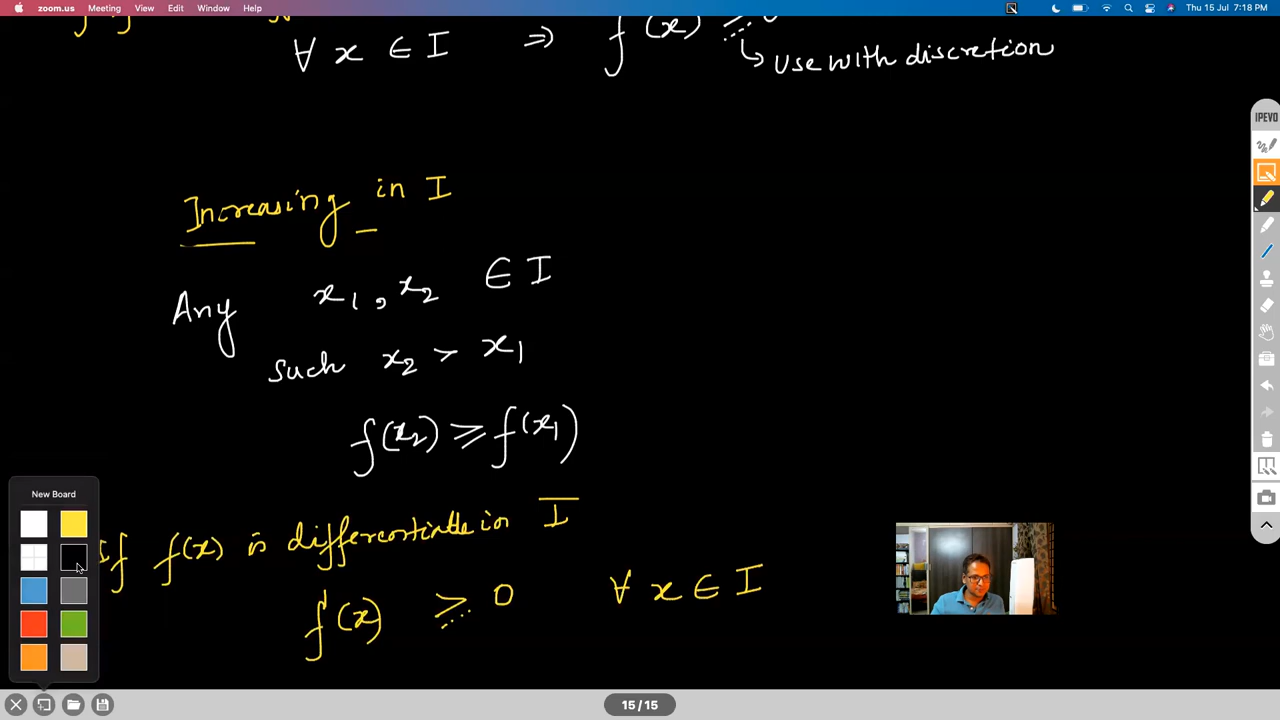 zoom.us Meeting View Edit Window Help Thu 15 Jul 7:18 PM
∀ x ∈ I ⇒ f(x) ≥ 0
use with discretion
IPEVO
Increasing in I
Any x₁, x₂ ∈ I
such x₂ > x₁
f(x₂) ≥ f(x₁)
New Board
If f(x) is differentiable in I
f'(x) ≥ 0 ∀ x ∈ I
15/15